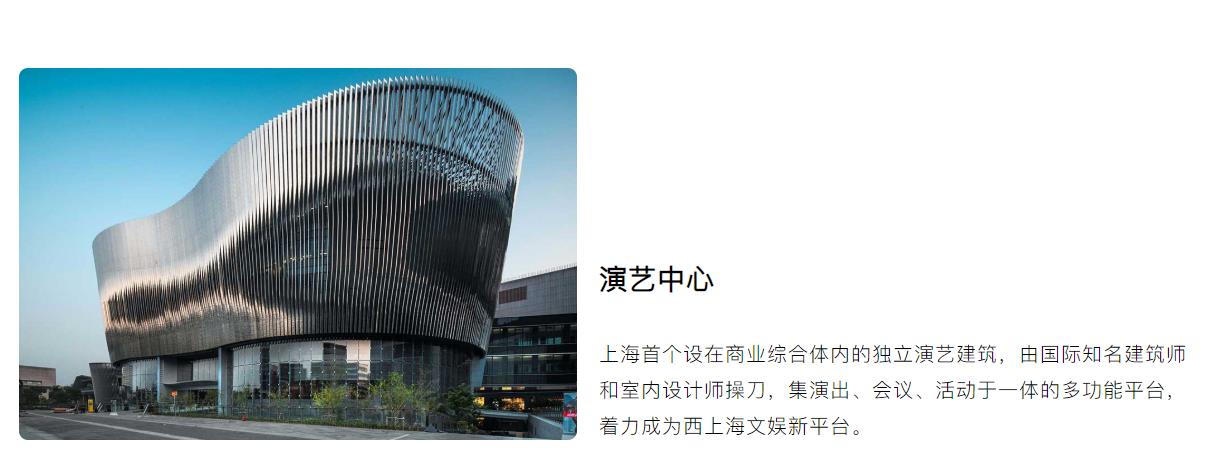 演艺中心
上海首个设在商业综合体内的独立演艺建筑，由国际知名建筑师
和室内设计师操刀，集演出、会议、活动于一体的多功能平台，
着力成为西上海文娱新平台。